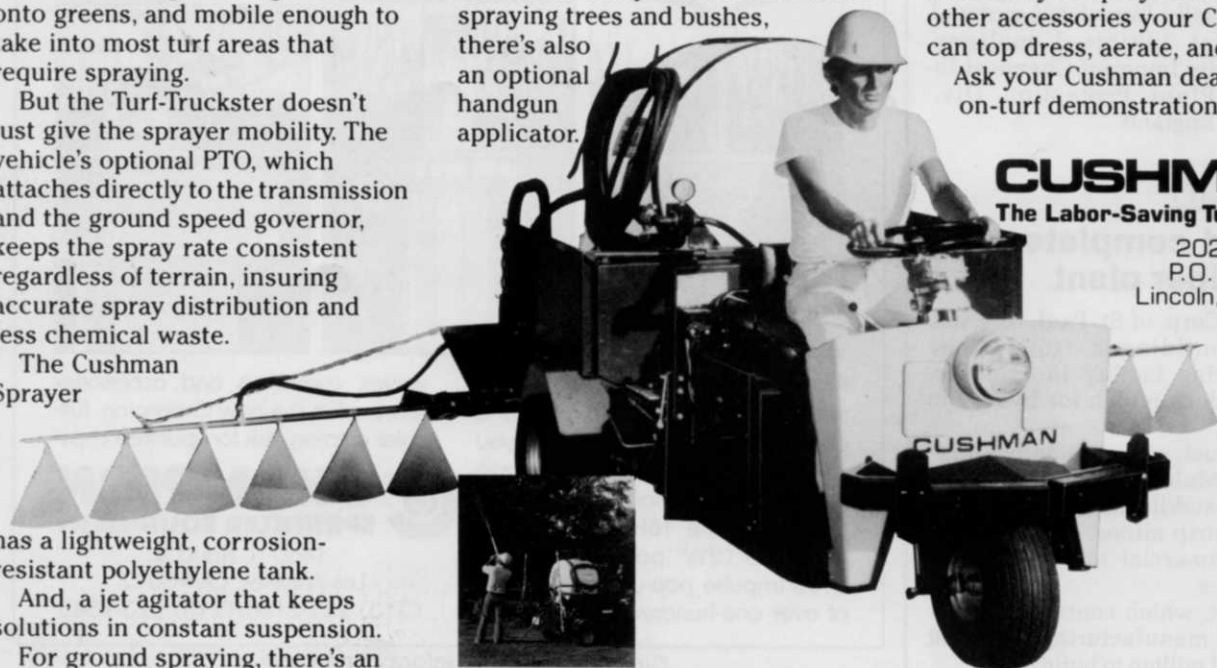 onto greens, and mobile enough to
take into most turf areas that
require spraying.
But the Turf-Truckster doesn't
just give the sprayer mobility. The
vehicle's optional PTO, which
attaches directly to the transmission
and the ground speed governor,
keeps the spray rate consistent
regardless of terrain, insuring
accurate spray distribution and
less chemical waste.
The Cushman
Sprayer
has a lightweight, corrosion-
resistant polyethylene tank.
And, a jet agitator that keeps
solutions in constant suspension.
For ground spraying, there's an
spraying trees and bushes,
there's also
an optional
handgun
applicator.
other accessories your C
can top dress, aerate, and
Ask your Cushman dea
on-turf demonstration
CUSHM
The Labor-Saving T
202
P.O.
Lincoln,
CUSHMAN